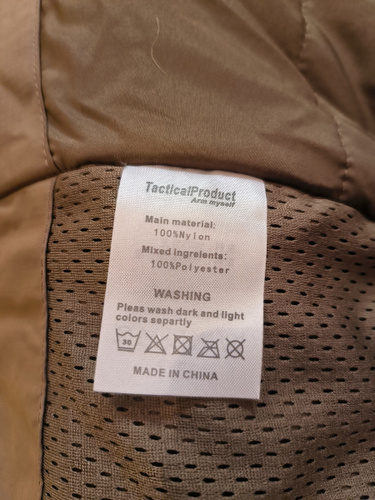 TacticalProduct
Arm myself
Main material:
100%Nylon
Mixed ingreients:
100%Polyester
WASHING
Pleas wash dark and light
colors separtly
30
MADE IN CHINA